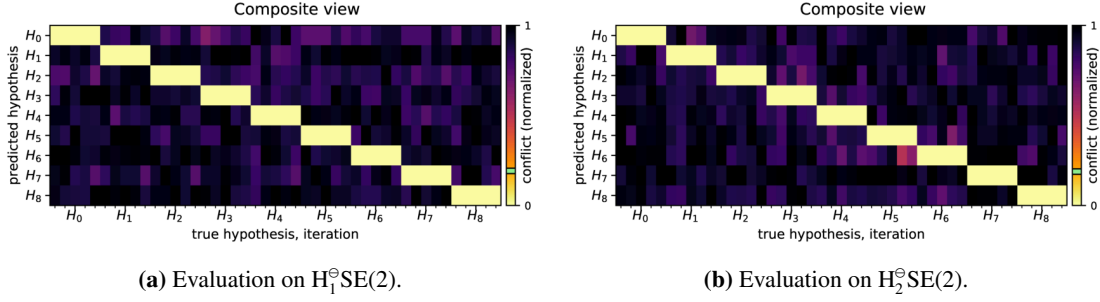 Composite view
predicted hypothesis
H₀
H₁
H₂
H₃
H₄
H₅
H₆
H₇
H₈
H₀ H₁ H₂ H₃ H₄ H₅ H₆ H₇ H₈
true hypothesis, iteration
1
conflict (normalized)
0
(a) Evaluation on H₁^⊖SE(2).
Composite view
predicted hypothesis
H₀
H₁
H₂
H₃
H₄
H₅
H₆
H₇
H₈
H₀ H₁ H₂ H₃ H₄ H₅ H₆ H₇ H₈
true hypothesis, iteration
1
conflict (normalized)
0
(b) Evaluation on H₂^⊖SE(2).